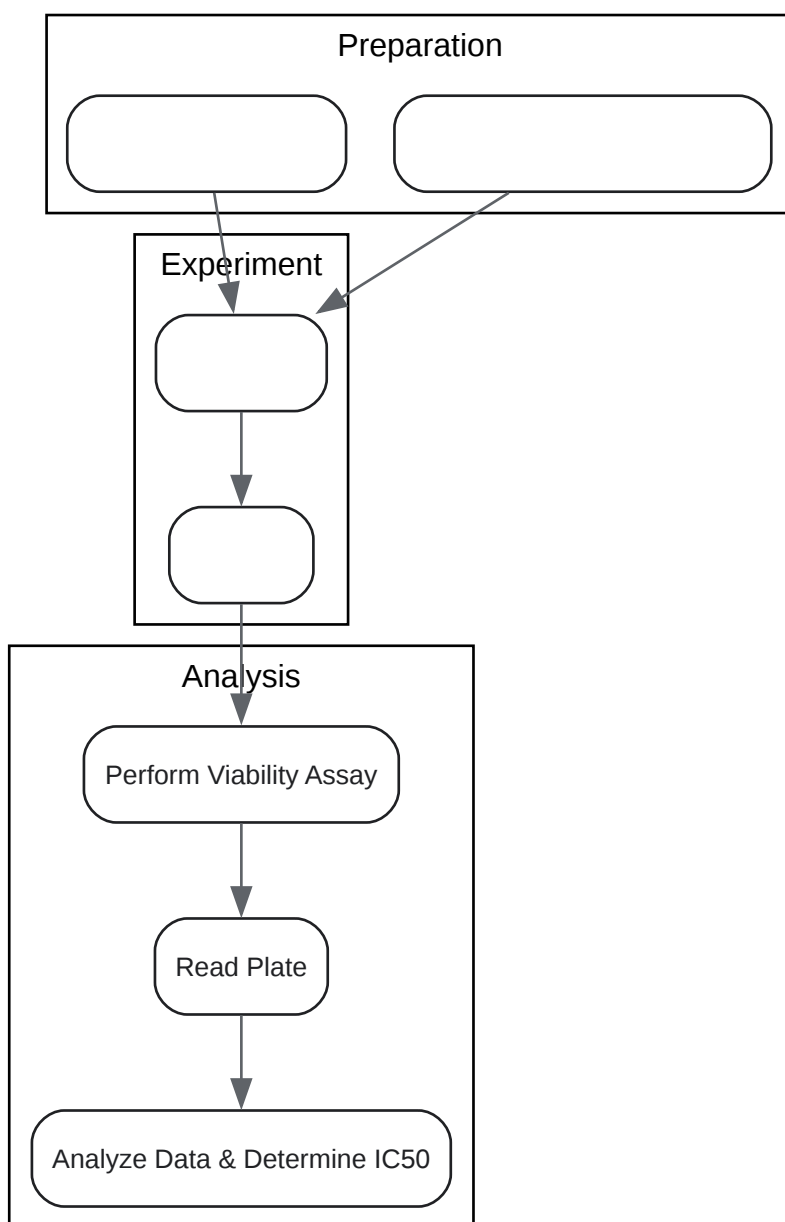 Preparation
Experiment
Analysis
Perform Viability Assay
Read Plate
Analyze Data & Determine IC50